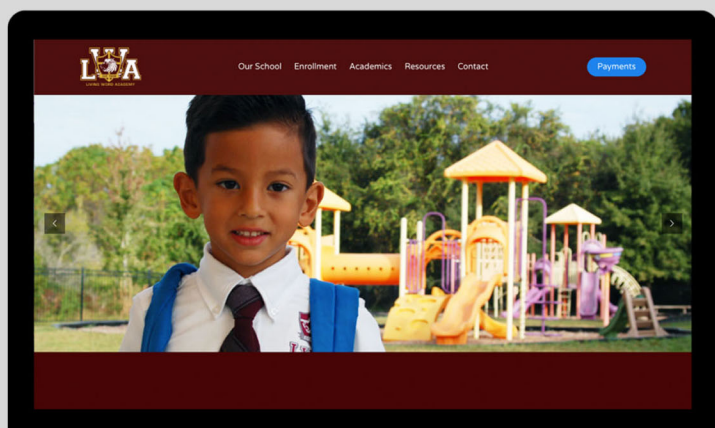 LWA
LIVING WORD ACADEMY
Our School Enrollment Academics Resources Contact
Payments